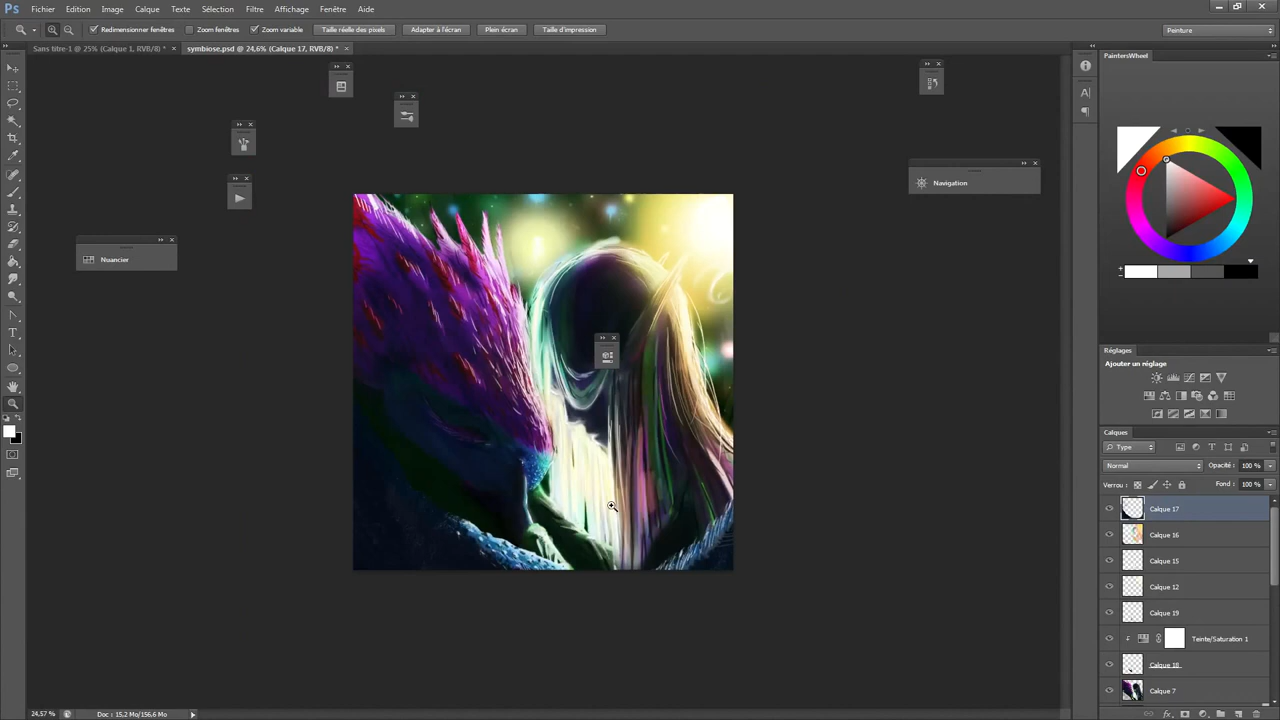 Ps Fichier Edition Image Calque Texte Sélection Filtre Affichage Fenêtre Aide
Redimensionner fenêtres Zoom fenêtres Zoom variable Taille réelle des pixels Adapter à l'écran Plein écran Taille d'impression Peinture
Sans titre-1 @ 25% (Calque 1, RVB/8) * × symbiose.psd @ 24,6% (Calque 17, RVB/8) * ×
PaintersWheel
Navigation
Nuancier
Réglages
Ajouter un réglage
Calques
Type
Normal Opacité : 100 %
Verrou : Fond : 100 %
Calque 17
Calque 16
Calque 15
Calque 12
Calque 19
Teinte/Saturation 1
Calque 18
Calque 7
24,57 % Doc : 15,2 Mo/156,6 Mo